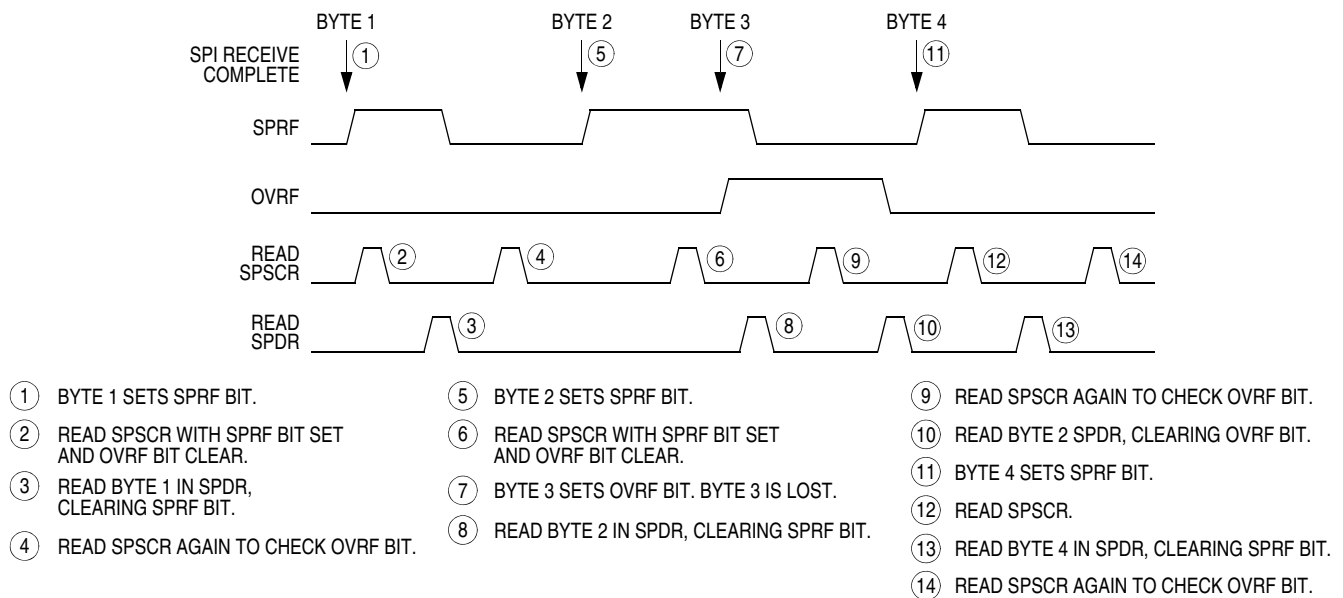 BYTE 1 BYTE 2 BYTE 3 BYTE 4
SPI RECEIVE
COMPLETE
1 5 7 11
SPRF
OVRF
READ
SPSCR
2 4 6 9 12 14
READ
SPDR
3 8 10 13
1 BYTE 1 SETS SPRF BIT.
2 READ SPSCR WITH SPRF BIT SET
AND OVRF BIT CLEAR.
3 READ BYTE 1 IN SPDR,
CLEARING SPRF BIT.
4 READ SPSCR AGAIN TO CHECK OVRF BIT.
5 BYTE 2 SETS SPRF BIT.
6 READ SPSCR WITH SPRF BIT SET
AND OVRF BIT CLEAR.
7 BYTE 3 SETS OVRF BIT. BYTE 3 IS LOST.
8 READ BYTE 2 IN SPDR, CLEARING SPRF BIT.
9 READ SPSCR AGAIN TO CHECK OVRF BIT.
10 READ BYTE 2 SPDR, CLEARING OVRF BIT.
11 BYTE 4 SETS SPRF BIT.
12 READ SPSCR.
13 READ BYTE 4 IN SPDR, CLEARING SPRF BIT.
14 READ SPSCR AGAIN TO CHECK OVRF BIT.